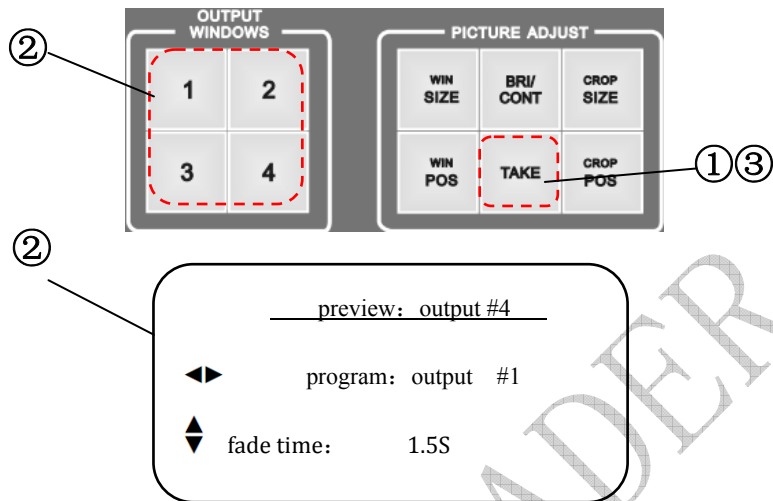 OUTPUT
WINDOWS
PICTURE ADJUST
②
1
2
WIN
SIZE
BRI/
CONT
CROP
SIZE
3
4
WIN
POS
TAKE
CROP
POS
①③
②
preview：output #4
◀▶ program：output #1
▲▼ fade time： 1.5S
ADER